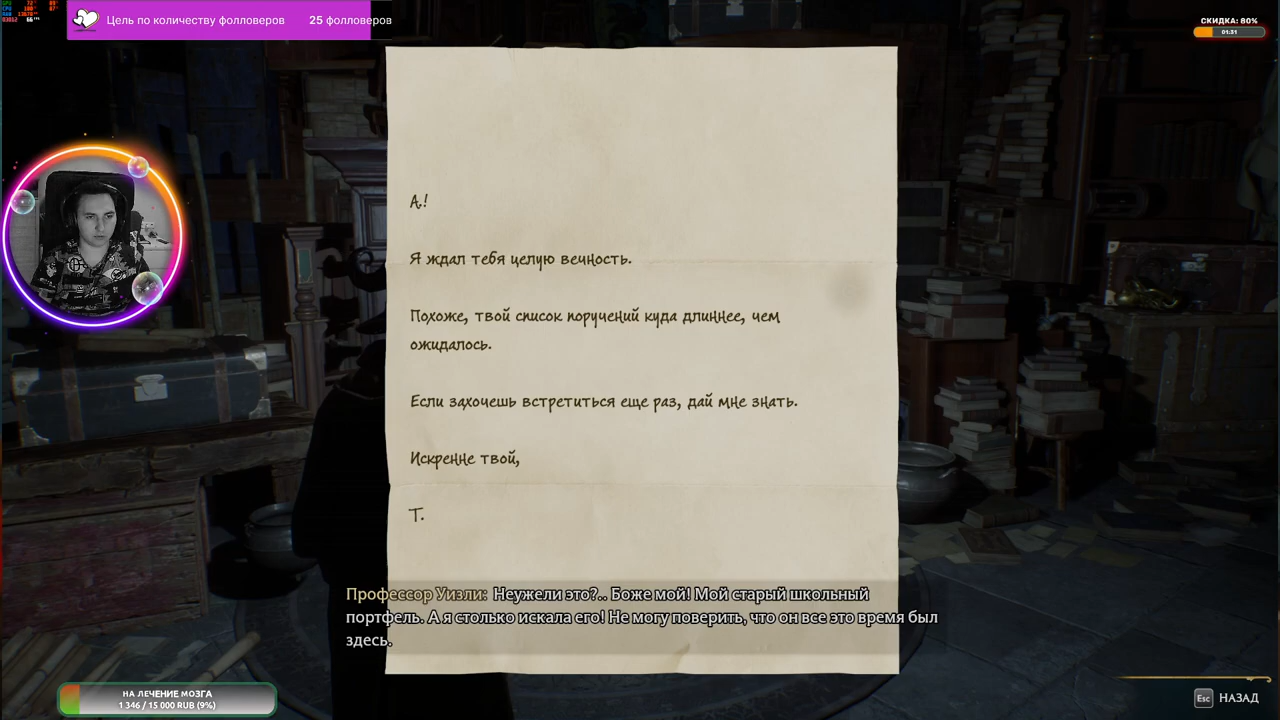 Цель по количеству фолловеров 25 фолловеров
СКИДКА: 80%
01:31
А.!
Я ждал тебя целую вечность.
Похоже, твой список поручений куда длиннее, чем
ожидалось.
Если захочешь встретиться еще раз, дай мне знать.
Искренне твой,
Т.
Профессор Уизли: Неужели это?.. Боже мой! Мой старый школьный
портфель. А я столько искала его! Не могу поверить, что он все это время был
здесь.
НА ЛЕЧЕНИЕ МОЗГА
1 346 / 15 000 RUB (9%)
Esc НАЗАД